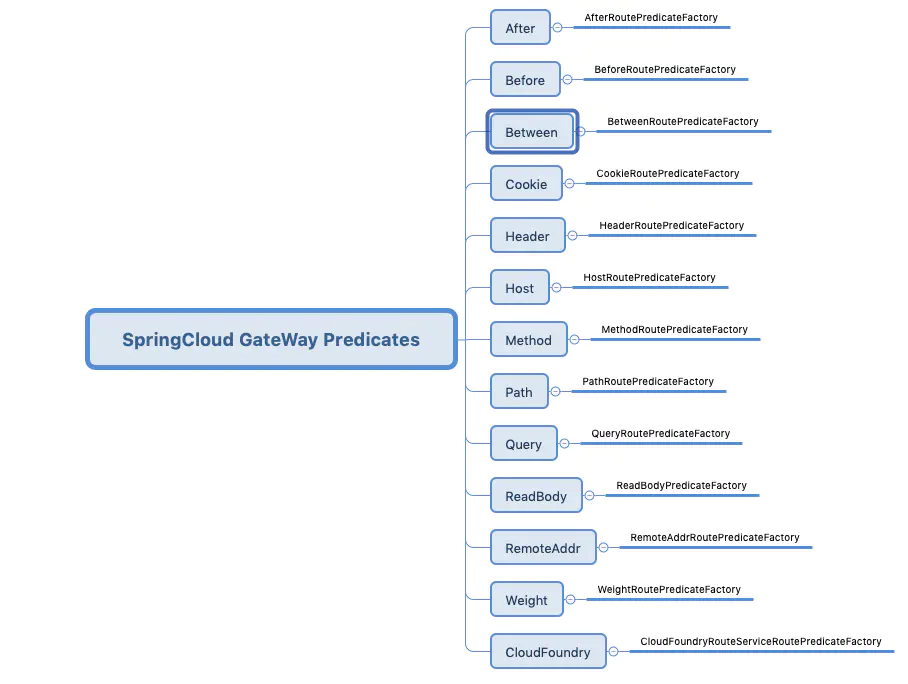 After
AfterRoutePredicateFactory
Before
BeforeRoutePredicateFactory
Between
BetweenRoutePredicateFactory
Cookie
CookieRoutePredicateFactory
Header
HeaderRoutePredicateFactory
Host
HostRoutePredicateFactory
SpringCloud GateWay Predicates
Method
MethodRoutePredicateFactory
Path
PathRoutePredicateFactory
Query
QueryRoutePredicateFactory
ReadBody
ReadBodyPredicateFactory
RemoteAddr
RemoteAddrRoutePredicateFactory
Weight
WeightRoutePredicateFactory
CloudFoundry
CloudFoundryRouteServiceRoutePredicateFactory